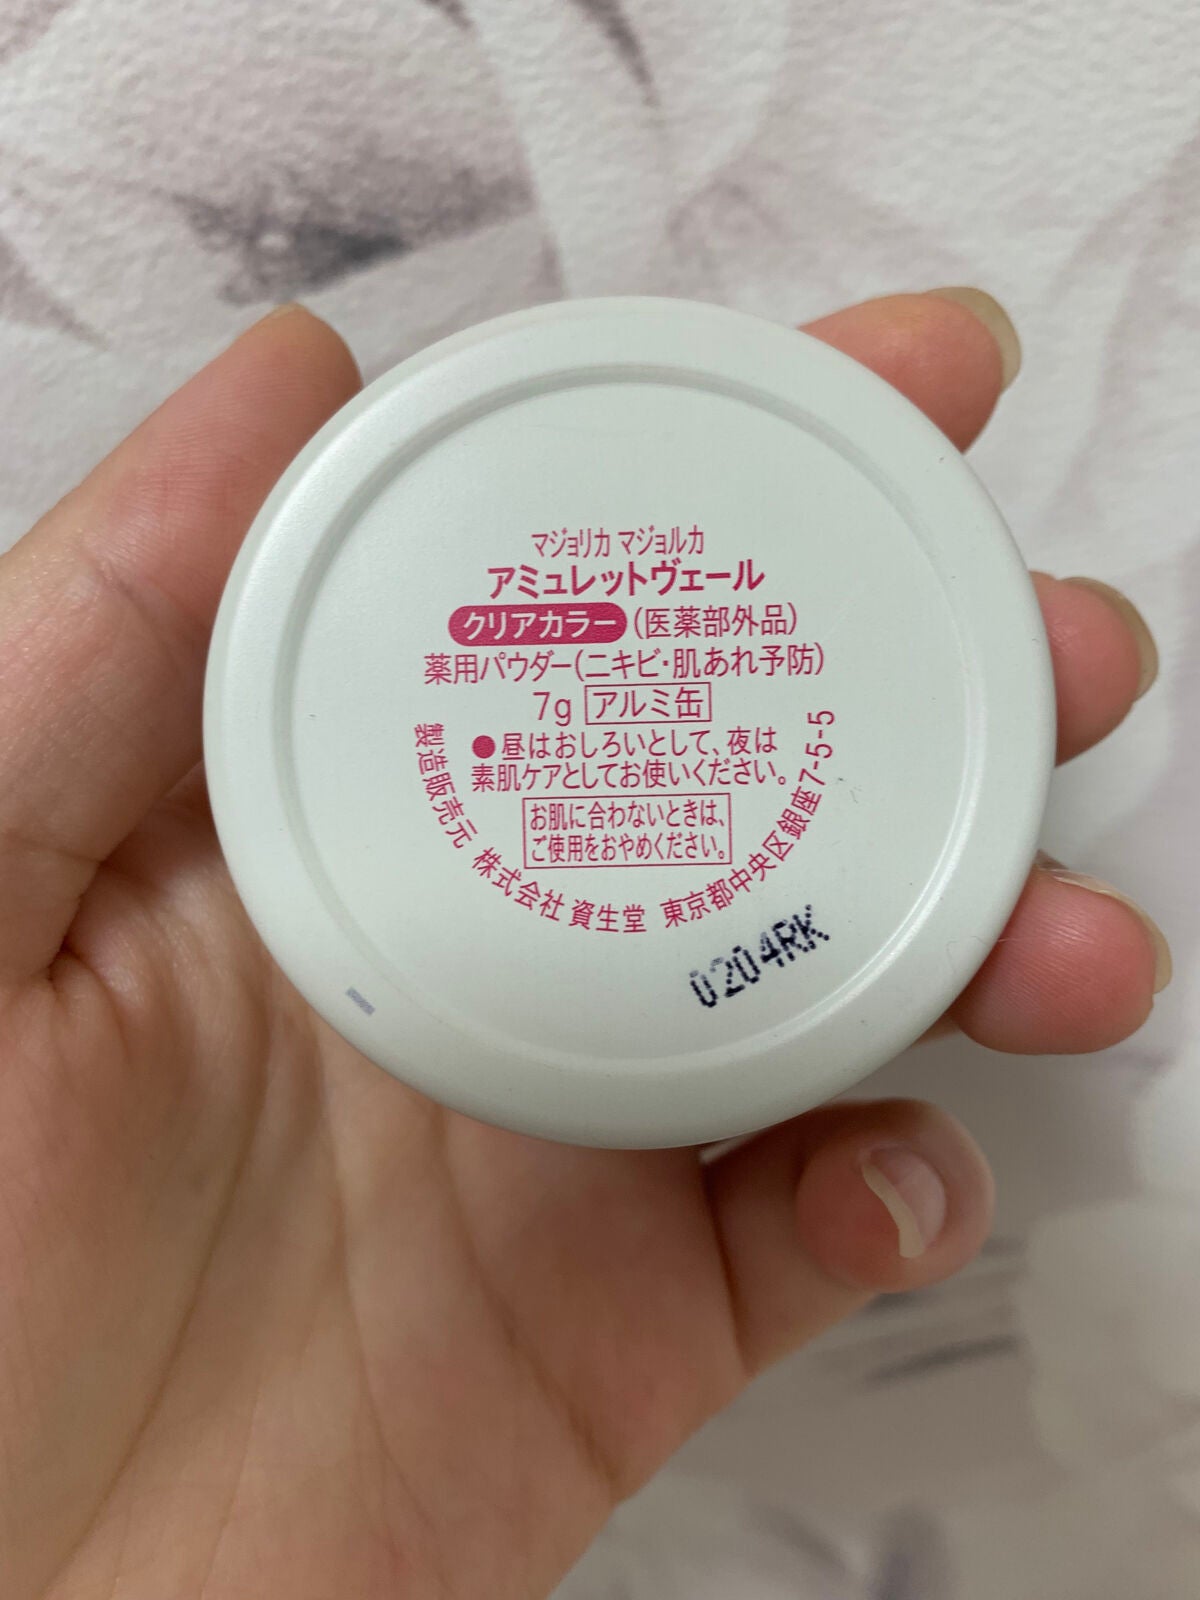 マジョリカ マジョルカ
アミュレットヴェール
クリアカラー (医薬部外品)
薬用パウダー(ニキビ・肌あれ予防)
7g アルミ缶
●昼はおしろいとして、夜は
素肌ケアとしてお使いください。
お肌に合わないときは、
ご使用をおやめください。
製造販売元 株式会社 資生堂 東京都中央区銀座7-5-5
0204RK